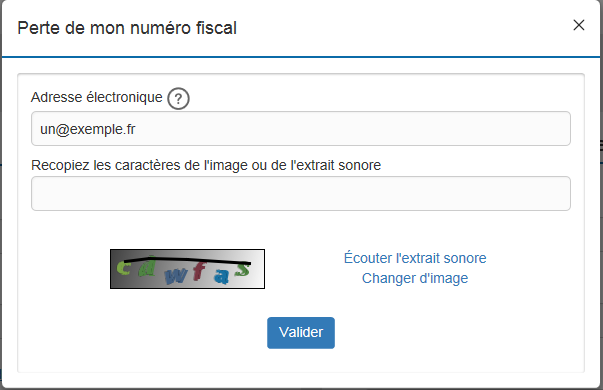 Perte de mon numéro fiscal
Adresse électronique ?
un@exemple.fr
Recopiez les caractères de l'image ou de l'extrait sonore
cdwfas
Écouter l'extrait sonore
Changer d'image
Valider